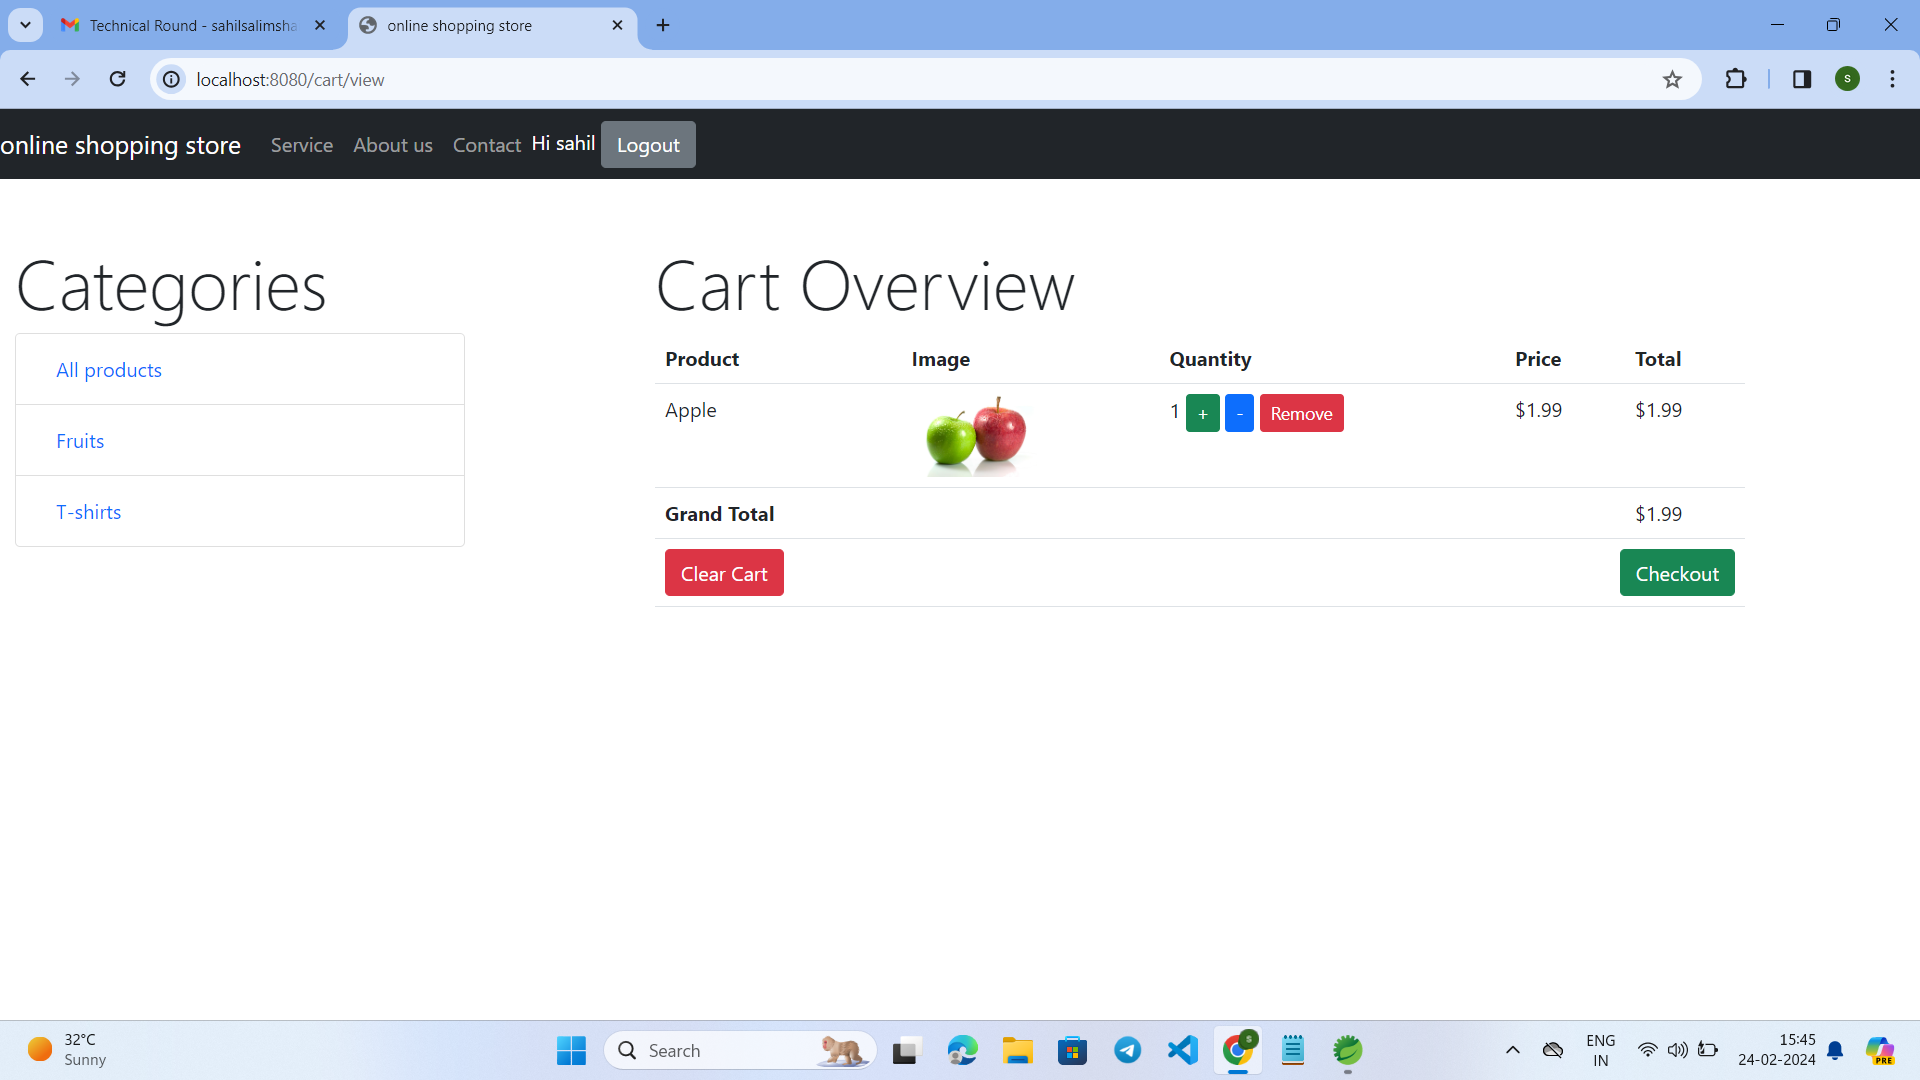 Technical Round - sahilsalimsha
online shopping store
localhost:8080/cart/view
S
online shopping store Service About us Contact Hi sahil Logout
Categories
All products
Fruits
T-shirts
Cart Overview
Product Image Quantity Price Total
Apple 1 + - Remove $1.99 $1.99
Grand Total $1.99
Clear Cart Checkout
32°C
Sunny
Search
S
ENG
IN
15:45
24-02-2024
PRE